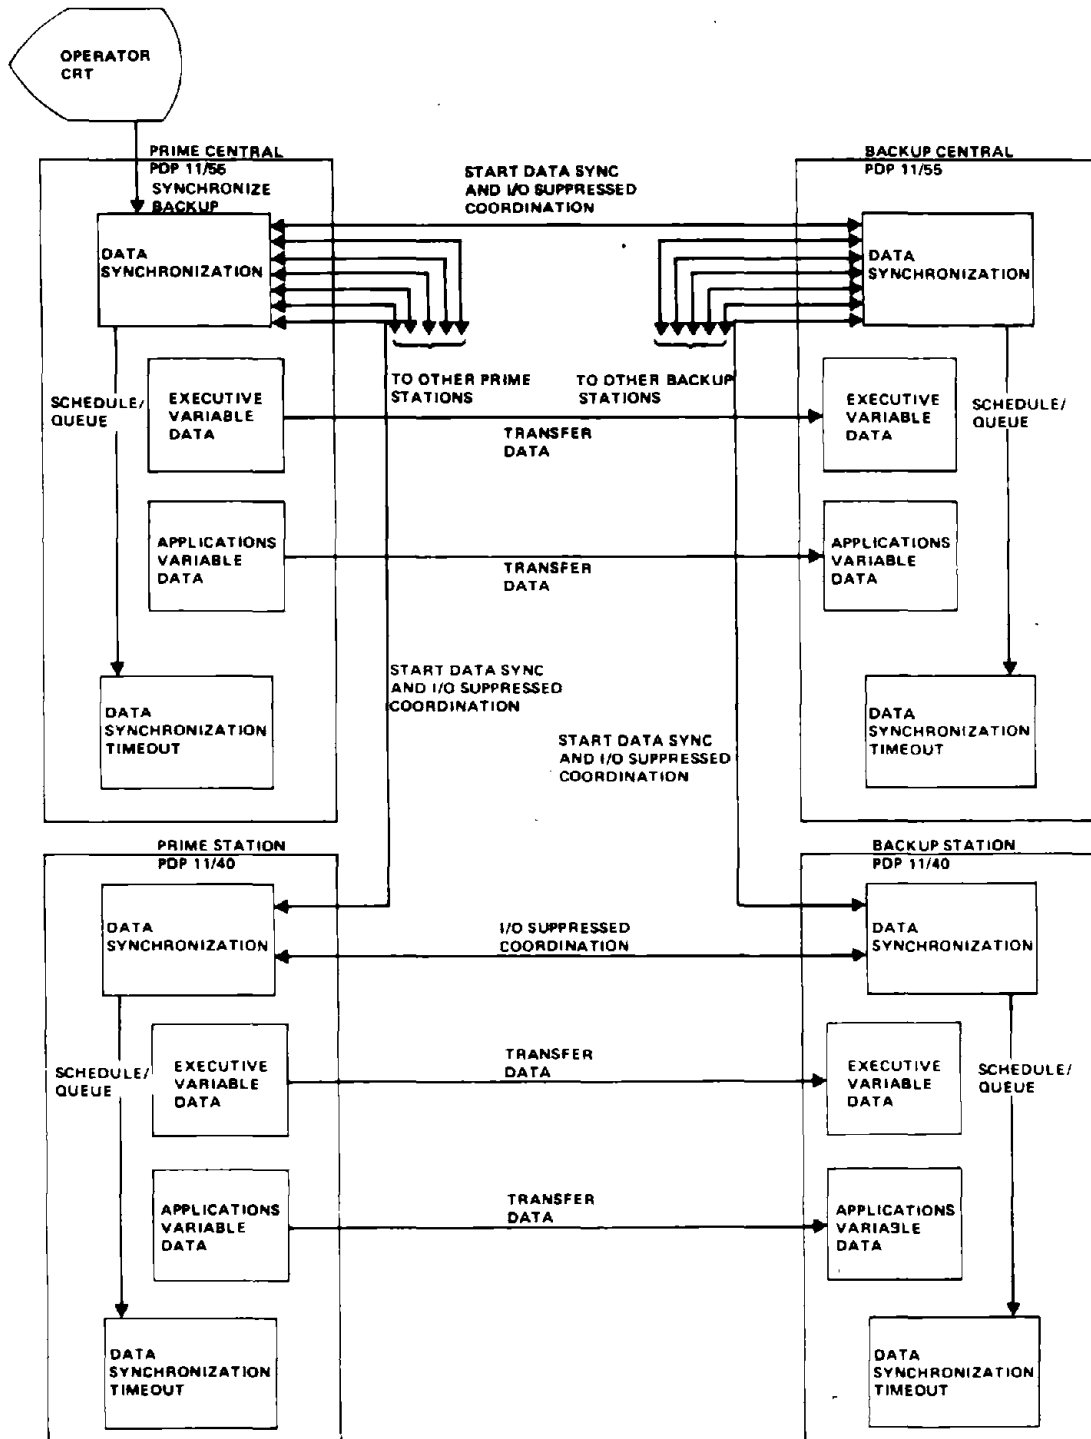 OPERATOR
CRT
PRIME CENTRAL
PDP 11/55
SYNCHRONIZE
BACKUP
START DATA SYNC
AND I/O SUPPRESSED
COORDINATION
BACKUP CENTRAL
PDP 11/55
DATA
SYNCHRONIZATION
DATA
SYNCHRONIZATION
SCHEDULE/
QUEUE
EXECUTIVE
VARIABLE
DATA
TO OTHER PRIME
STATIONS
TO OTHER BACKUP
STATIONS
TRANSFER
DATA
EXECUTIVE
VARIABLE
DATA
SCHEDULE/
QUEUE
APPLICATIONS
VARIABLE
DATA
TRANSFER
DATA
APPLICATIONS
VARIABLE
DATA
DATA
SYNCHRONIZATION
TIMEOUT
START DATA SYNC
AND I/O SUPPRESSED
COORDINATION
START DATA SYNC
AND I/O SUPPRESSED
COORDINATION
DATA
SYNCHRONIZATION
TIMEOUT
PRIME STATION
PDP 11/40
BACKUP STATION
PDP 11/40
DATA
SYNCHRONIZATION
I/O SUPPRESSED
COORDINATION
DATA
SYNCHRONIZATION
SCHEDULE/
QUEUE
EXECUTIVE
VARIABLE
DATA
TRANSFER
DATA
EXECUTIVE
VARIABLE
DATA
SCHEDULE/
QUEUE
APPLICATIONS
VARIABLE
DATA
TRANSFER
DATA
APPLICATIONS
VARIABLE
DATA
DATA
SYNCHRONIZATION
TIMEOUT
DATA
SYNCHRONIZATION
TIMEOUT